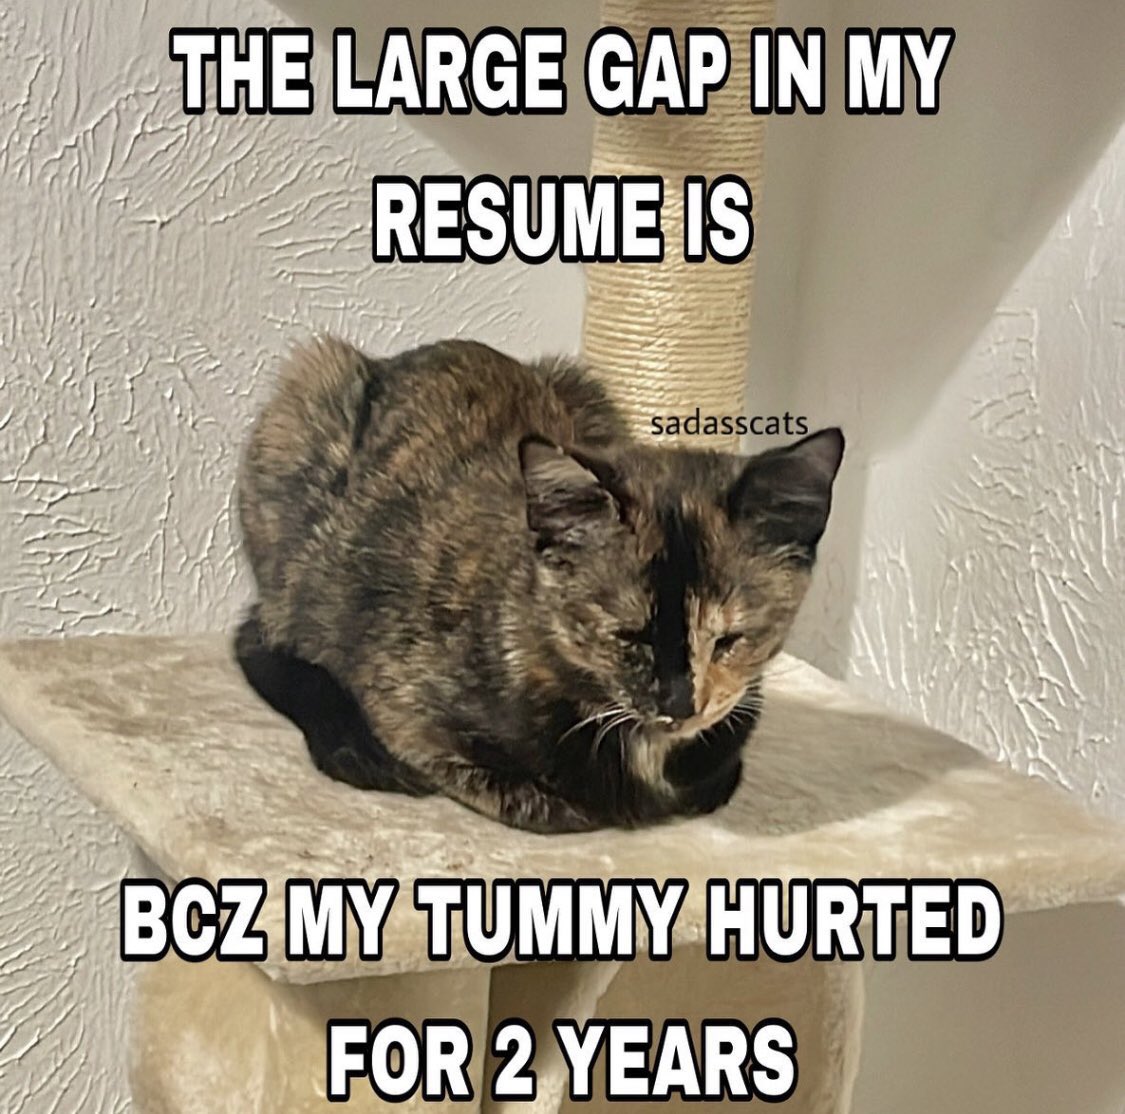 THE LARGE GAP IN MY
RESUME IS
sadasscats
BCZ MY TUMMY HURTED
FOR 2 YEARS